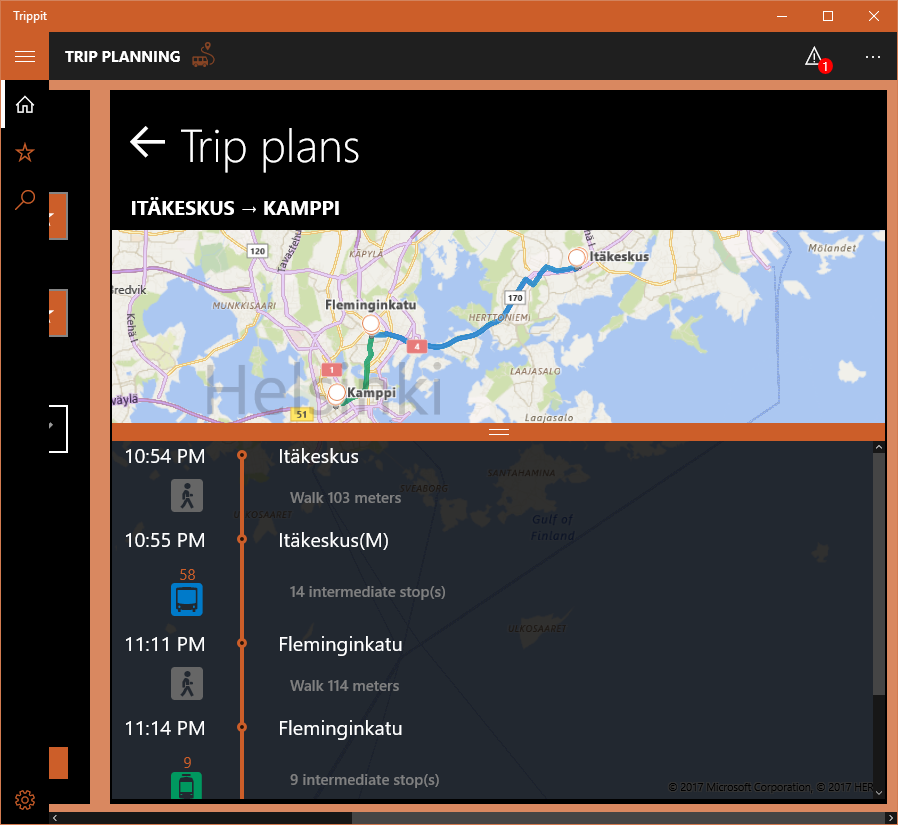 Trippit
TRIP PLANNING
1
Trip plans
ITÄKESKUS → KAMPPI
120
KÄPYLÄ
Mölandet
Itäkeskus
Bredvik
MUNKKISAARI
Fleminginkatu
170
HERTTONIEMI
Kehä I
4
1
LAAJASALO
Helsinki
Kamppi
väylä
51
Laajasalo
10:54 PM
Itäkeskus
Walk 103 meters
SVEABORG
SANTAHAMINA
ULKOSAARET
Gulf of
Finland
10:55 PM
Itäkeskus(M)
58
14 intermediate stop(s)
11:11 PM
Fleminginkatu
ULKOSAARET
Walk 114 meters
11:14 PM
Fleminginkatu
9
9 intermediate stop(s)
© 2017 Microsoft Corporation, © 2017 HER